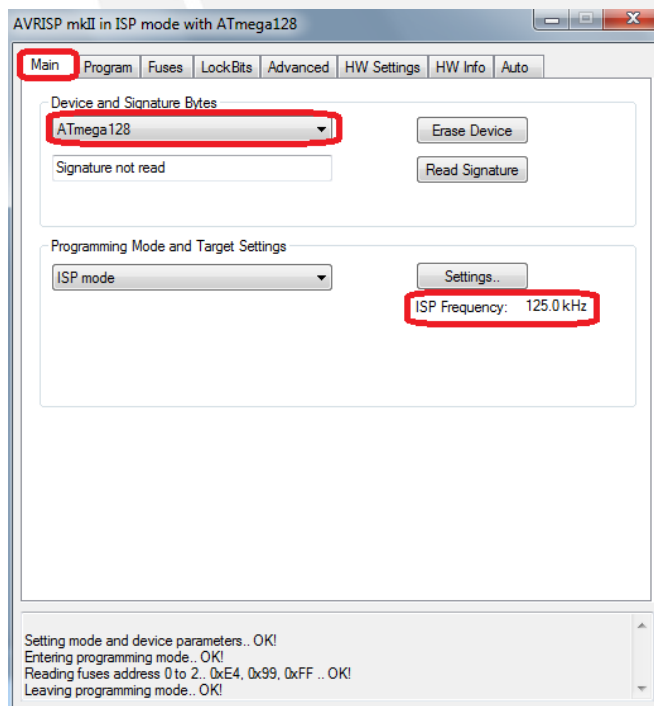 AVRISP mkII in ISP mode with ATmega128
Main Program Fuses LockBits Advanced HW Settings HW Info Auto
Device and Signature Bytes
ATmega128
Erase Device
Signature not read
Read Signature
Programming Mode and Target Settings
ISP mode
Settings..
ISP Frequency: 125.0 kHz
Setting mode and device parameters.. OK!
Entering programming mode.. OK!
Reading fuses address 0 to 2.. 0xE4, 0x99, 0xFF .. OK!
Leaving programming mode.. OK!